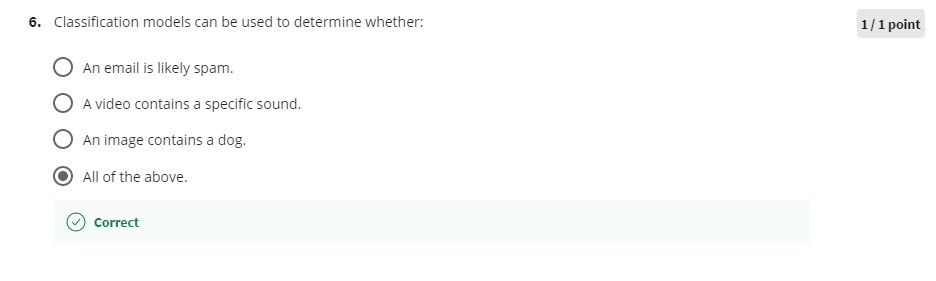 6. Classification models can be used to determine whether:
1 / 1 point
An email is likely spam.
A video contains a specific sound.
An image contains a dog.
All of the above.
Correct